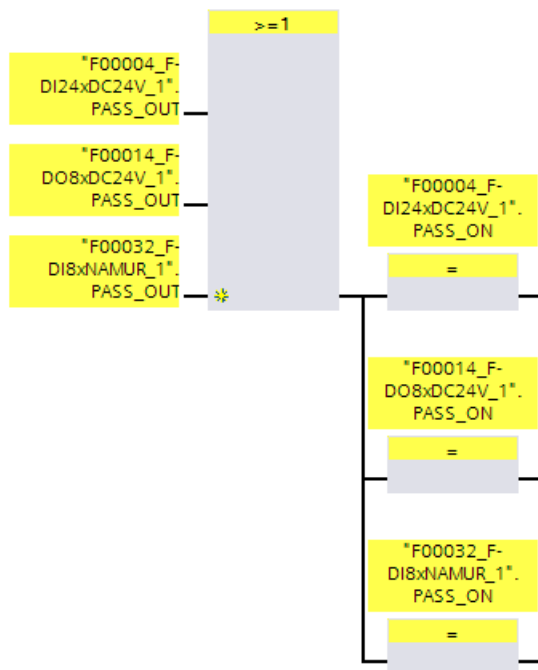 >=1
"F00004_F-
DI24xDC24V_1".
PASS_OUT
"F00014_F-
DO8xDC24V_1".
PASS_OUT
"F00032_F-
DI8xNAMUR_1".
PASS_OUT
"F00004_F-
DI24xDC24V_1".
PASS_ON
=
"F00014_F-
DO8xDC24V_1".
PASS_ON
=
"F00032_F-
DI8xNAMUR_1".
PASS_ON
=